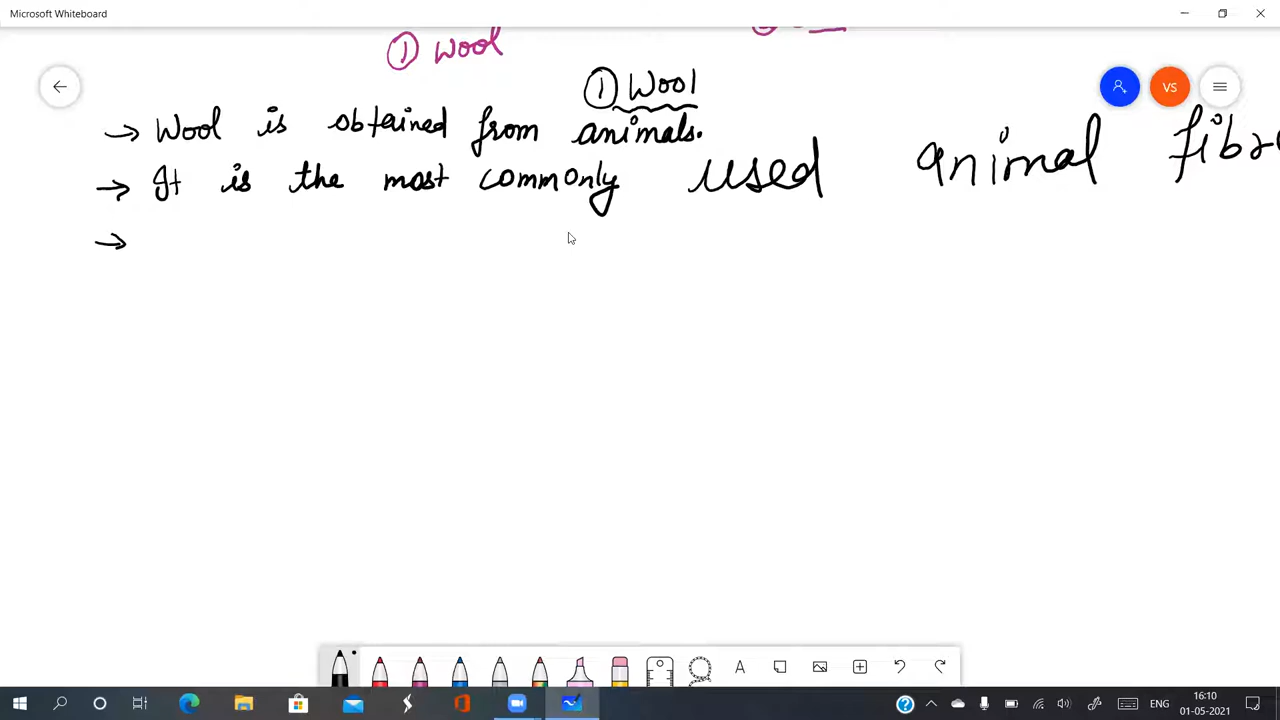 Microsoft Whiteboard
① Wool
① Wool
VS
→ Wool is obtained from animals.
→ It is the most commonly used animal
→
A
ENG
16:10
01-05-2021